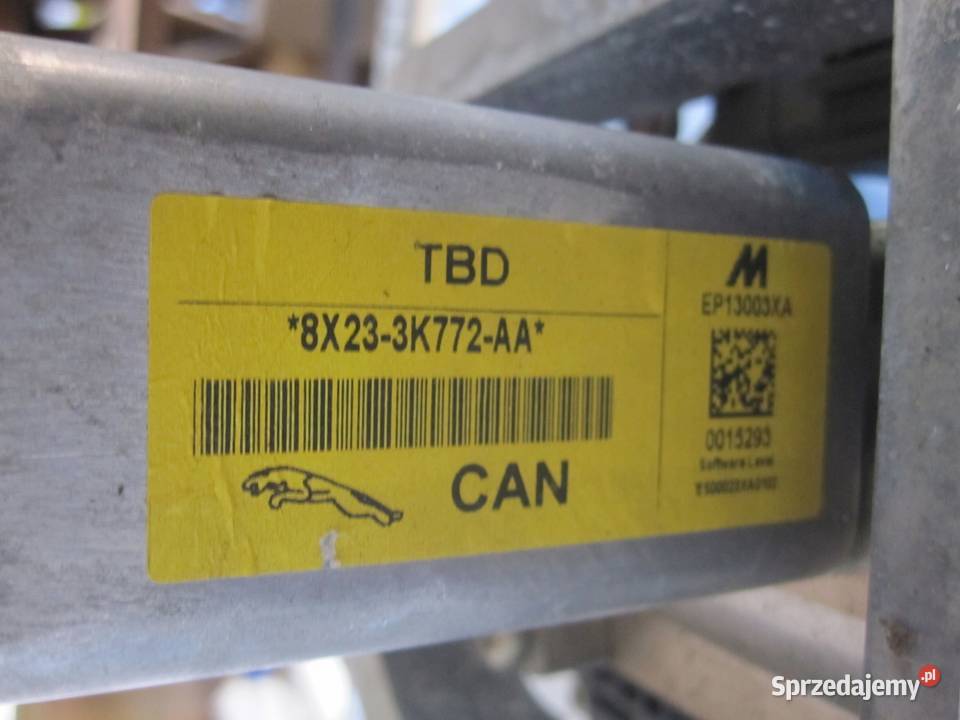 TBD
*8X23-3K772-AA*
CAN
M
EP13003XA
0015293
Software Level
Sprzedajemy.pl